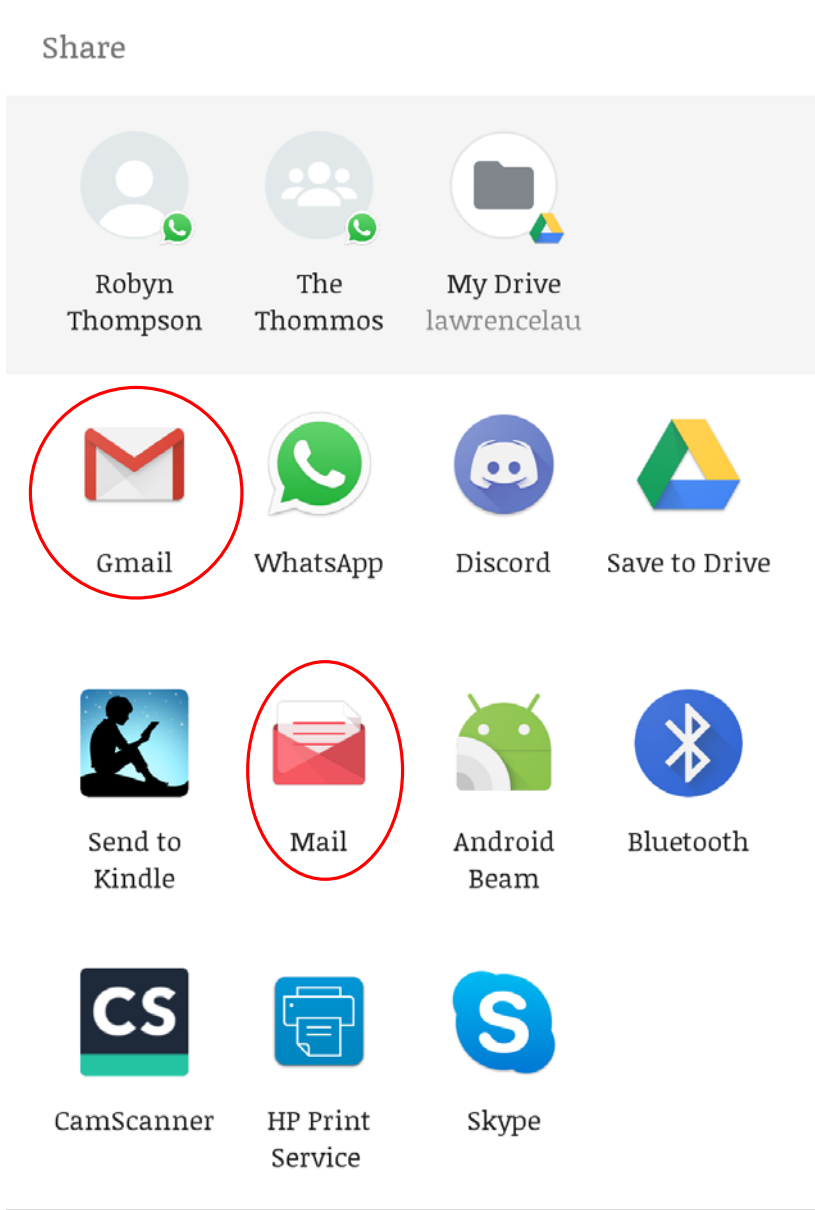 Share
Robyn Thompson
The Thommos
My Drive
lawrencelau
Gmail
WhatsApp
Discord
Save to Drive
Send to Kindle
Mail
Android Beam
Bluetooth
CS
S
CamScanner
HP Print Service
Skype